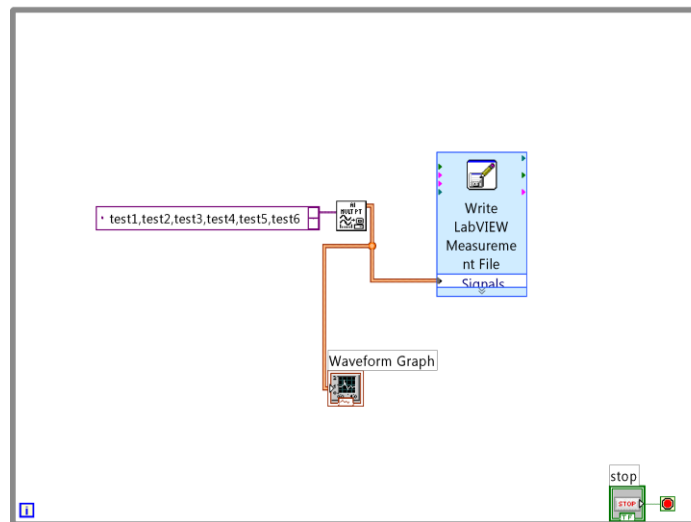 AI
MULT PT
test1,test2,test3,test4,test5,test6
Write
LabVIEW
Measureme
nt File
Signals
Waveform Graph
stop
STOP
TF
i